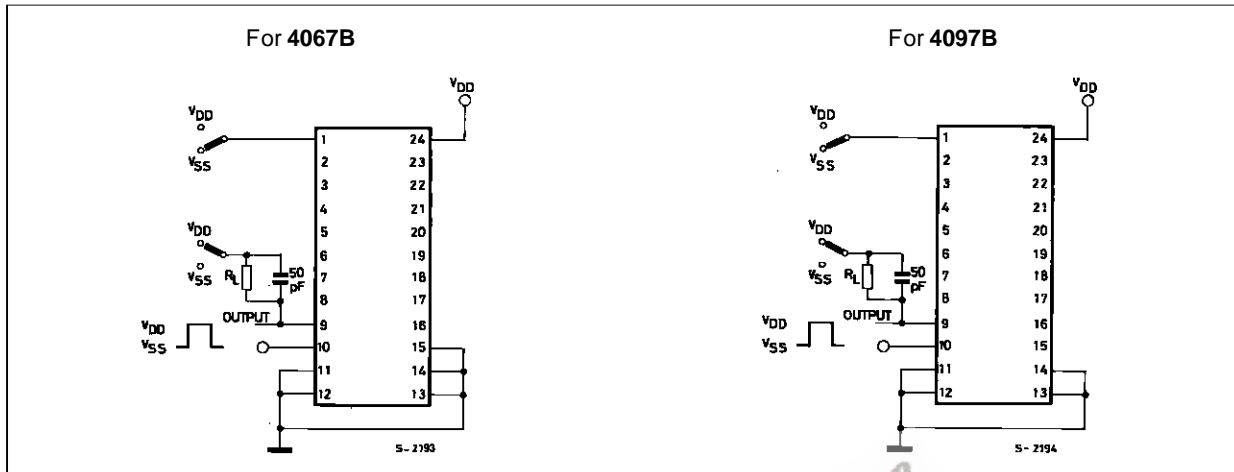 For 4067B
For 4097B
VDD
VDD
VSS
1 24
2 23
3 22
4 21
5 20
6 19
7 18
8 17
9 16
10 15
11 14
12 13
VDD
VSS
RL
50
pF
OUTPUT
VDD
VSS
S-2193
VDD
VDD
VSS
1 24
2 23
3 22
4 21
5 20
6 19
7 18
8 17
9 16
10 15
11 14
12 13
VDD
VSS
RL
50
pF
OUTPUT
VDD
VSS
S-2194